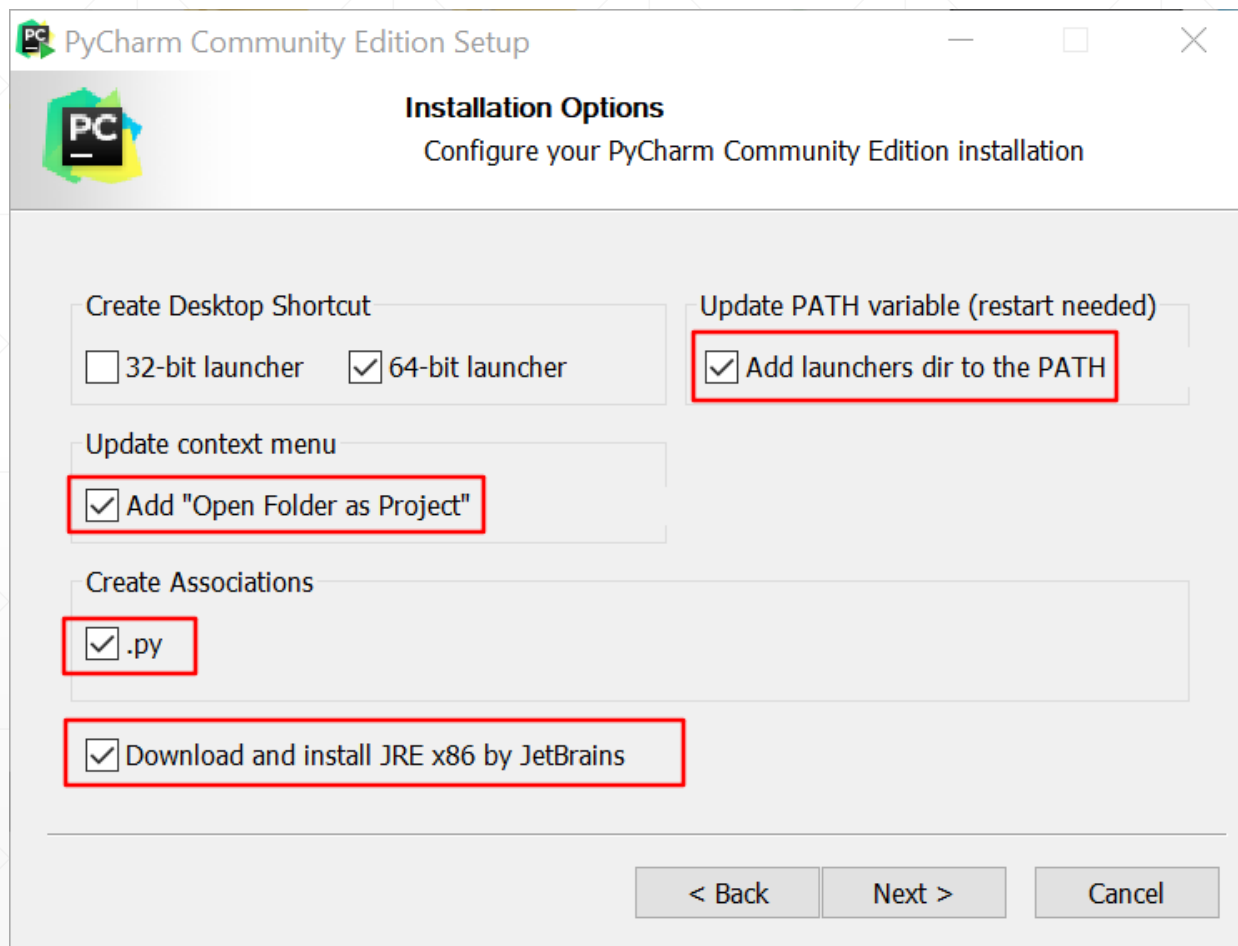 PC PyCharm Community Edition Setup
PC
Installation Options
Configure your PyCharm Community Edition installation
Create Desktop Shortcut
32-bit launcher
64-bit launcher
Update PATH variable (restart needed)
Add launchers dir to the PATH
Update context menu
Add "Open Folder as Project"
Create Associations
.py
Download and install JRE x86 by JetBrains
< Back
Next >
Cancel